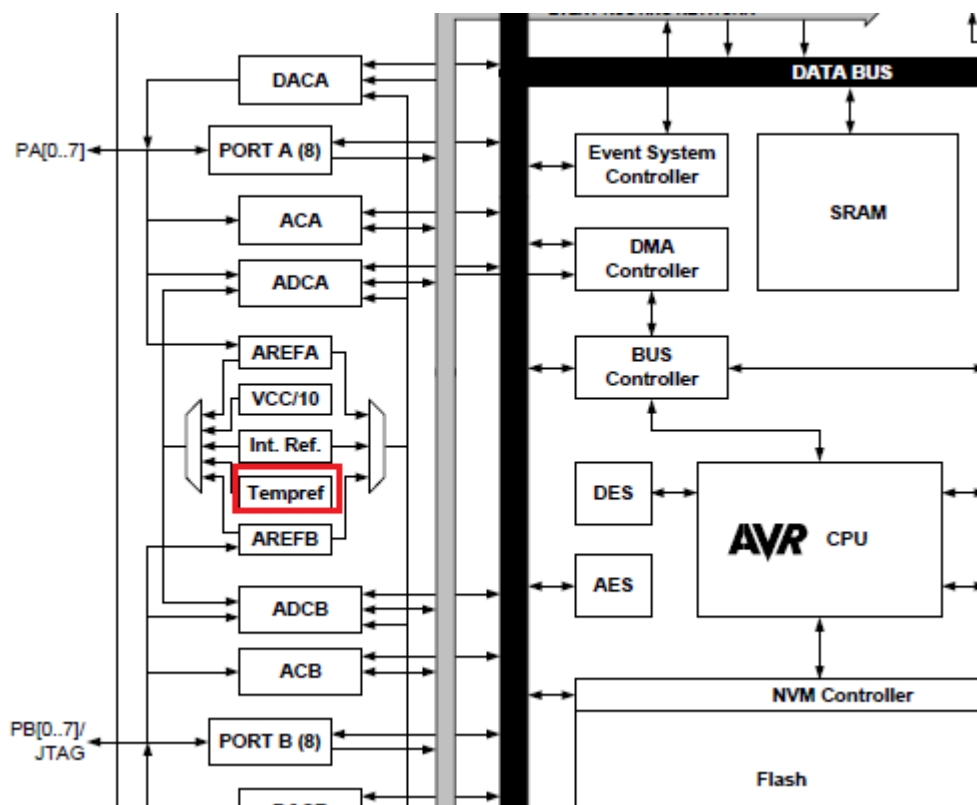 DATA BUS
DACA
PA[0..7]
PORT A (8)
Event System
Controller
SRAM
ACA
DMA
Controller
ADCA
AREFA
BUS
Controller
VCC/10
Int. Ref.
Tempref
DES
AVR CPU
AREFB
AES
ADCB
ACB
NVM Controller
PB[0..7]/
JTAG
PORT B (8)
Flash